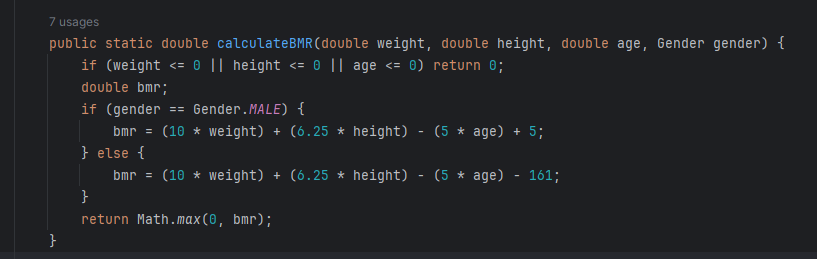 7 usages
public static double calculateBMR(double weight, double height, double age, Gender gender) {
    if (weight <= 0 || height <= 0 || age <= 0) return 0;
    double bmr;
    if (gender == Gender.MALE) {
        bmr = (10 * weight) + (6.25 * height) - (5 * age) + 5;
    } else {
        bmr = (10 * weight) + (6.25 * height) - (5 * age) - 161;
    }
    return Math.max(0, bmr);
}